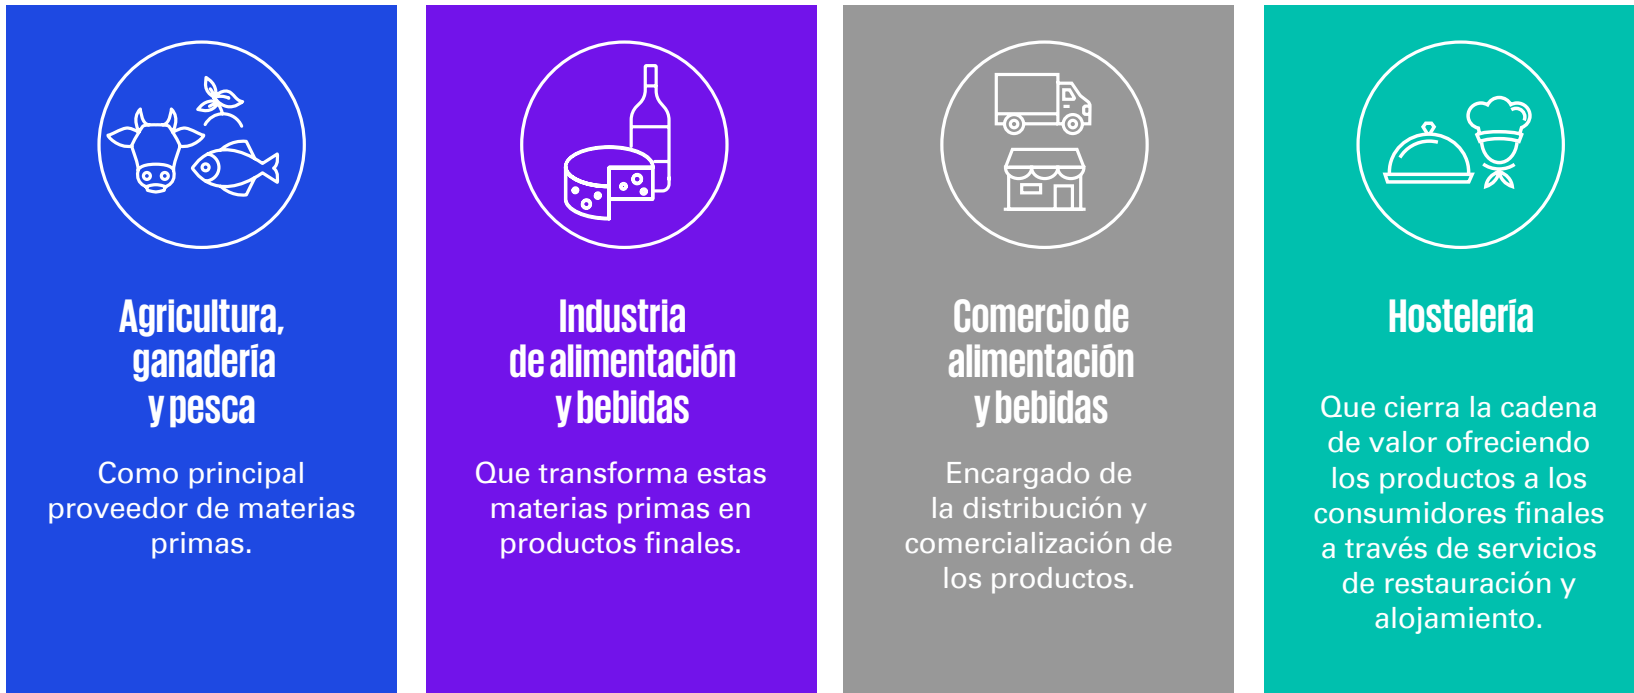 Agricultura,
ganadería
y pesca
Como principal
proveedor de materias
primas.
Industria
de alimentación
y bebidas
Que transforma estas
materias primas en
productos finales.
Comercio de
alimentación
y bebidas
Encargado de
la distribución y
comercialización de
los productos.
Hostelería
Que cierra la cadena
de valor ofreciendo
los productos a los
consumidores finales
a través de servicios
de restauración y
alojamiento.